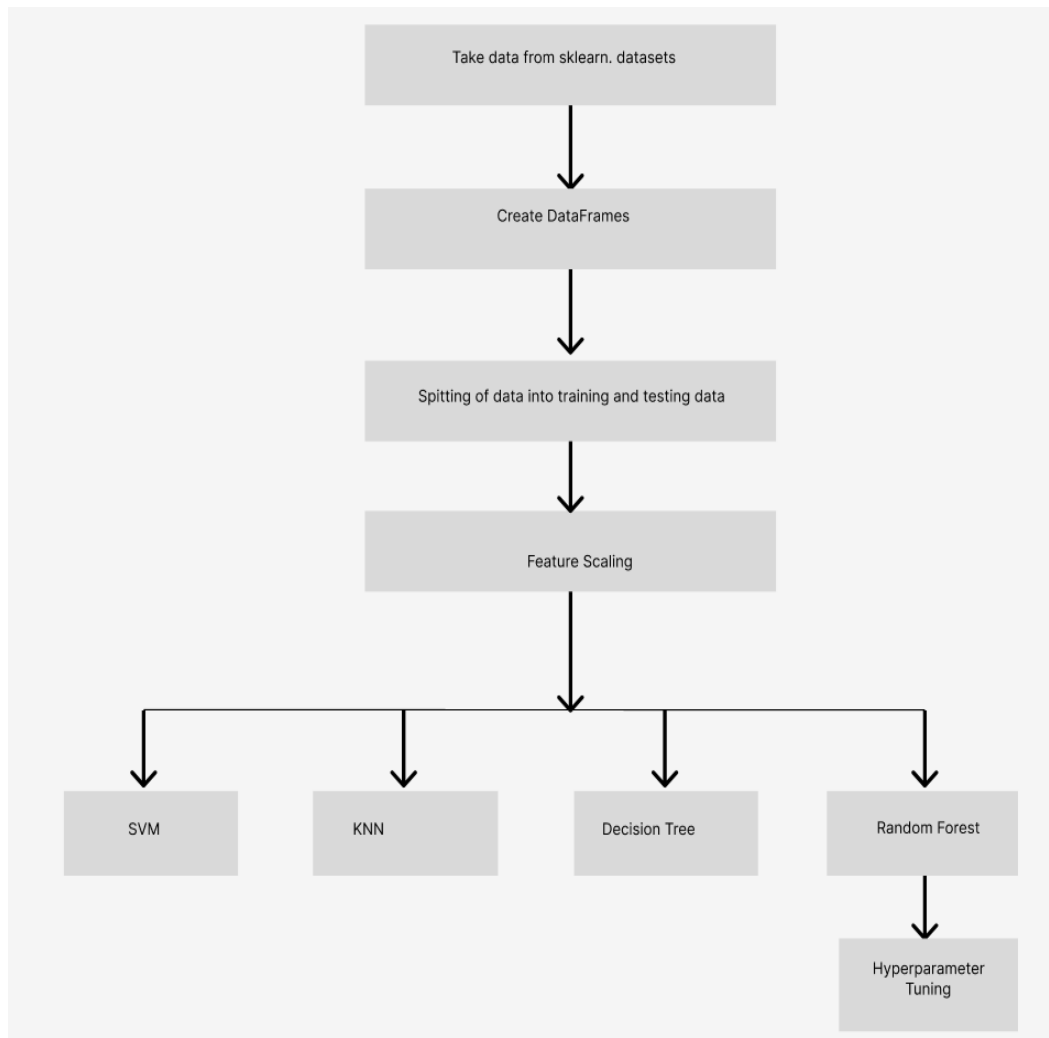 Take data from sklearn. datasets
Create DataFrames
Spitting of data into training and testing data
Feature Scaling
SVM
KNN
Decision Tree
Random Forest
Hyperparameter
Tuning